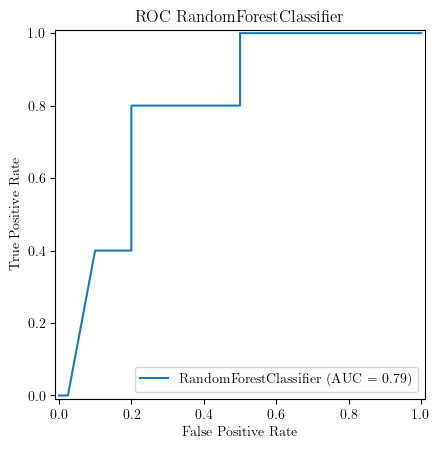 ROC RandomForestClassifier
1.0
0.8
0.6
0.4
0.2
0.0
True Positive Rate
RandomForestClassifier (AUC = 0.79)
0.0 0.2 0.4 0.6 0.8 1.0
False Positive Rate